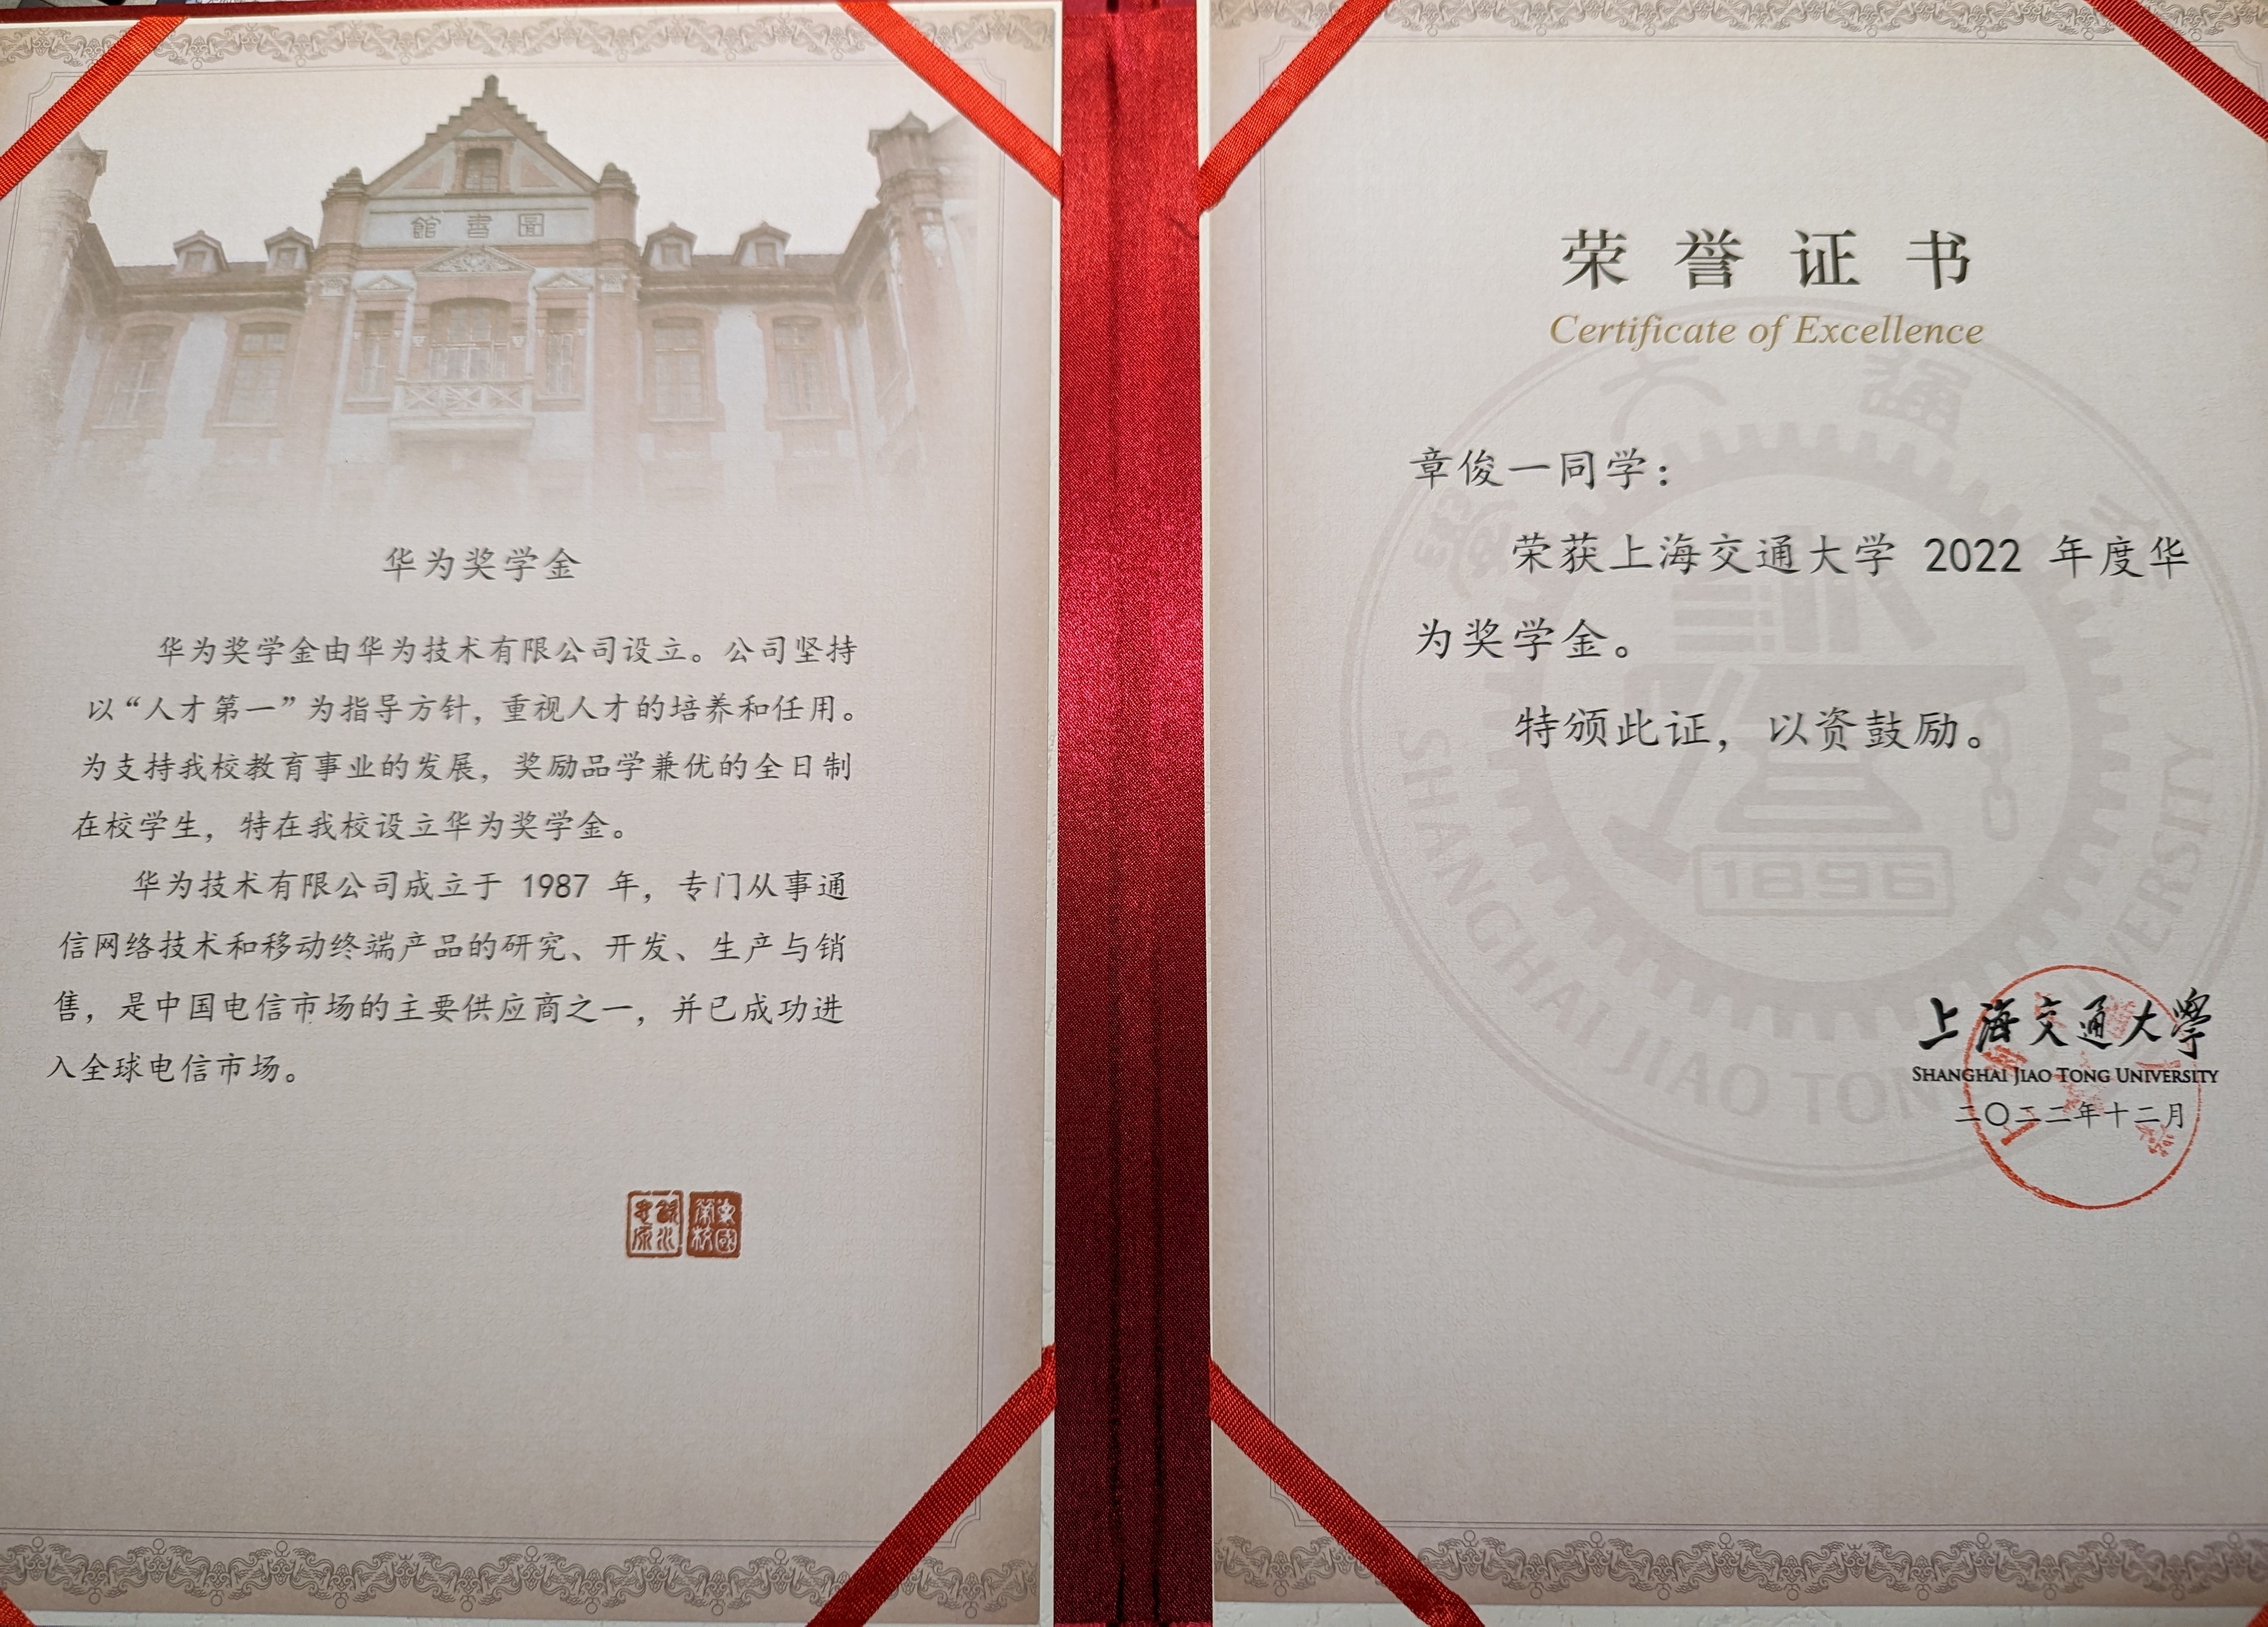 圖書館
华为奖学金
华为奖学金由华为技术有限公司设立。公司坚持
以“人才第一”为指导方针，重视人才的培养和任用。
为支持我校教育事业的发展，奖励品学兼优的全日制
在校学生，特在我校设立华为奖学金。
华为技术有限公司成立于 1987 年，专门从事通
信网络技术和移动终端产品的研究、开发、生产与销
售，是中国电信市场的主要供应商之一，并已成功进
入全球电信市场。
飲水思源
愛國榮校
荣誉证书
Certificate of Excellence
章俊一同学：
荣获上海交通大学 2022 年度华
为奖学金。
特颁此证，以资鼓励。
1896
SHANGHAI JIAO TONG UNIVERSITY
上海交通大學
SHANGHAI JIAO TONG UNIVERSITY
二〇二二年十二月